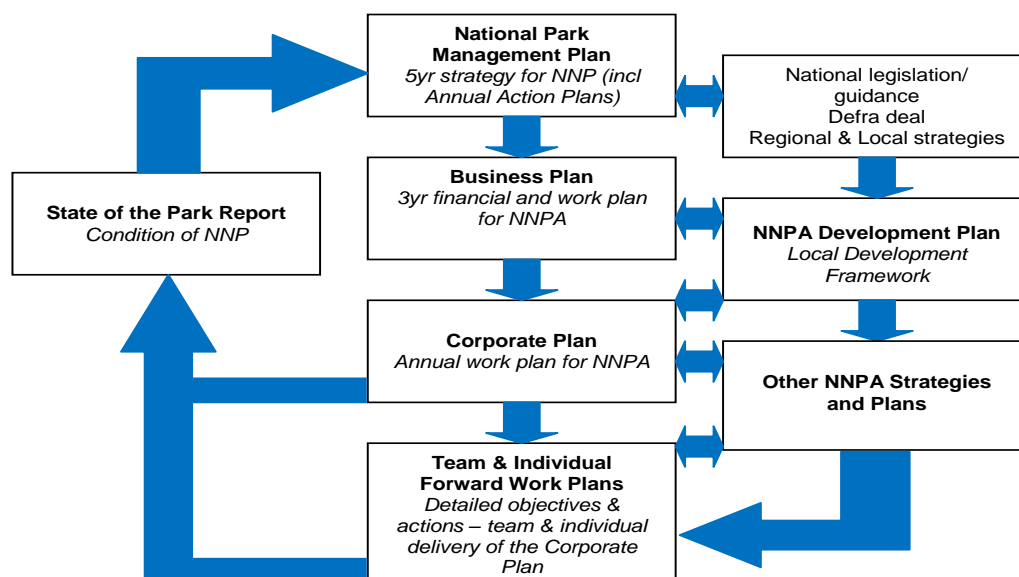 National Park
Management Plan
5yr strategy for NNP (incl
Annual Action Plans)
National legislation/
guidance
Defra deal
Regional & Local strategies
Business Plan
3yr financial and work plan
for NNPA
State of the Park Report
Condition of NNP
NNPA Development Plan
Local Development
Framework
Corporate Plan
Annual work plan for NNPA
Other NNPA Strategies
and Plans
Team & Individual
Forward Work Plans
Detailed objectives &
actions – team & individual
delivery of the Corporate
Plan